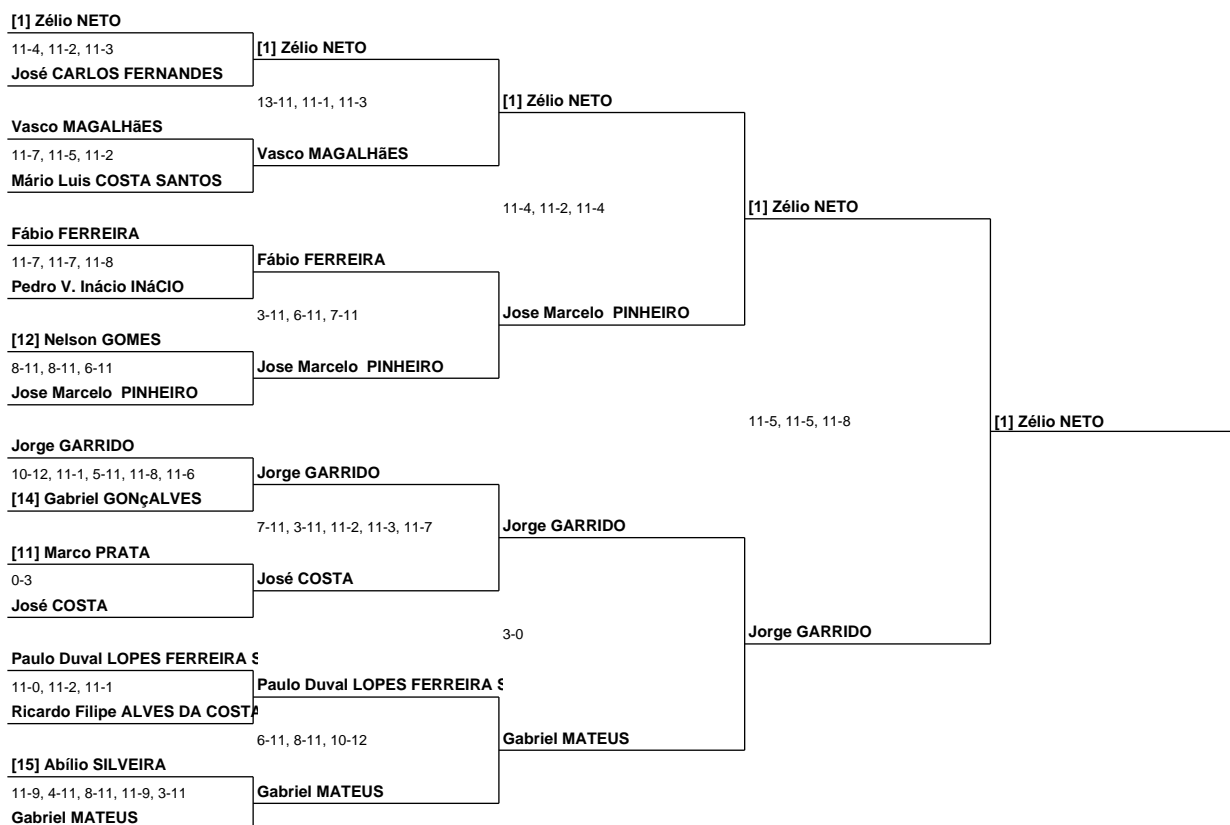 [1] Zélio NETO
11-4, 11-2, 11-3
[1] Zélio NETO
José CARLOS FERNANDES
13-11, 11-1, 11-3
[1] Zélio NETO
Vasco MAGALHãES
11-7, 11-5, 11-2
Vasco MAGALHãES
Mário Luis COSTA SANTOS
11-4, 11-2, 11-4
[1] Zélio NETO
Fábio FERREIRA
11-7, 11-7, 11-8
Fábio FERREIRA
Pedro V. Inácio INáCIO
3-11, 6-11, 7-11
Jose Marcelo PINHEIRO
[12] Nelson GOMES
8-11, 8-11, 6-11
Jose Marcelo PINHEIRO
Jose Marcelo PINHEIRO
11-5, 11-5, 11-8
[1] Zélio NETO
Jorge GARRIDO
10-12, 11-1, 5-11, 11-8, 11-6
Jorge GARRIDO
[14] Gabriel GONçALVES
7-11, 3-11, 11-2, 11-3, 11-7
Jorge GARRIDO
[11] Marco PRATA
0-3
José COSTA
José COSTA
3-0
Jorge GARRIDO
Paulo Duval LOPES FERREIRA S
11-0, 11-2, 11-1
Paulo Duval LOPES FERREIRA S
Ricardo Filipe ALVES DA COSTA
6-11, 8-11, 10-12
Gabriel MATEUS
[15] Abílio SILVEIRA
11-9, 4-11, 8-11, 11-9, 3-11
Gabriel MATEUS
Gabriel MATEUS